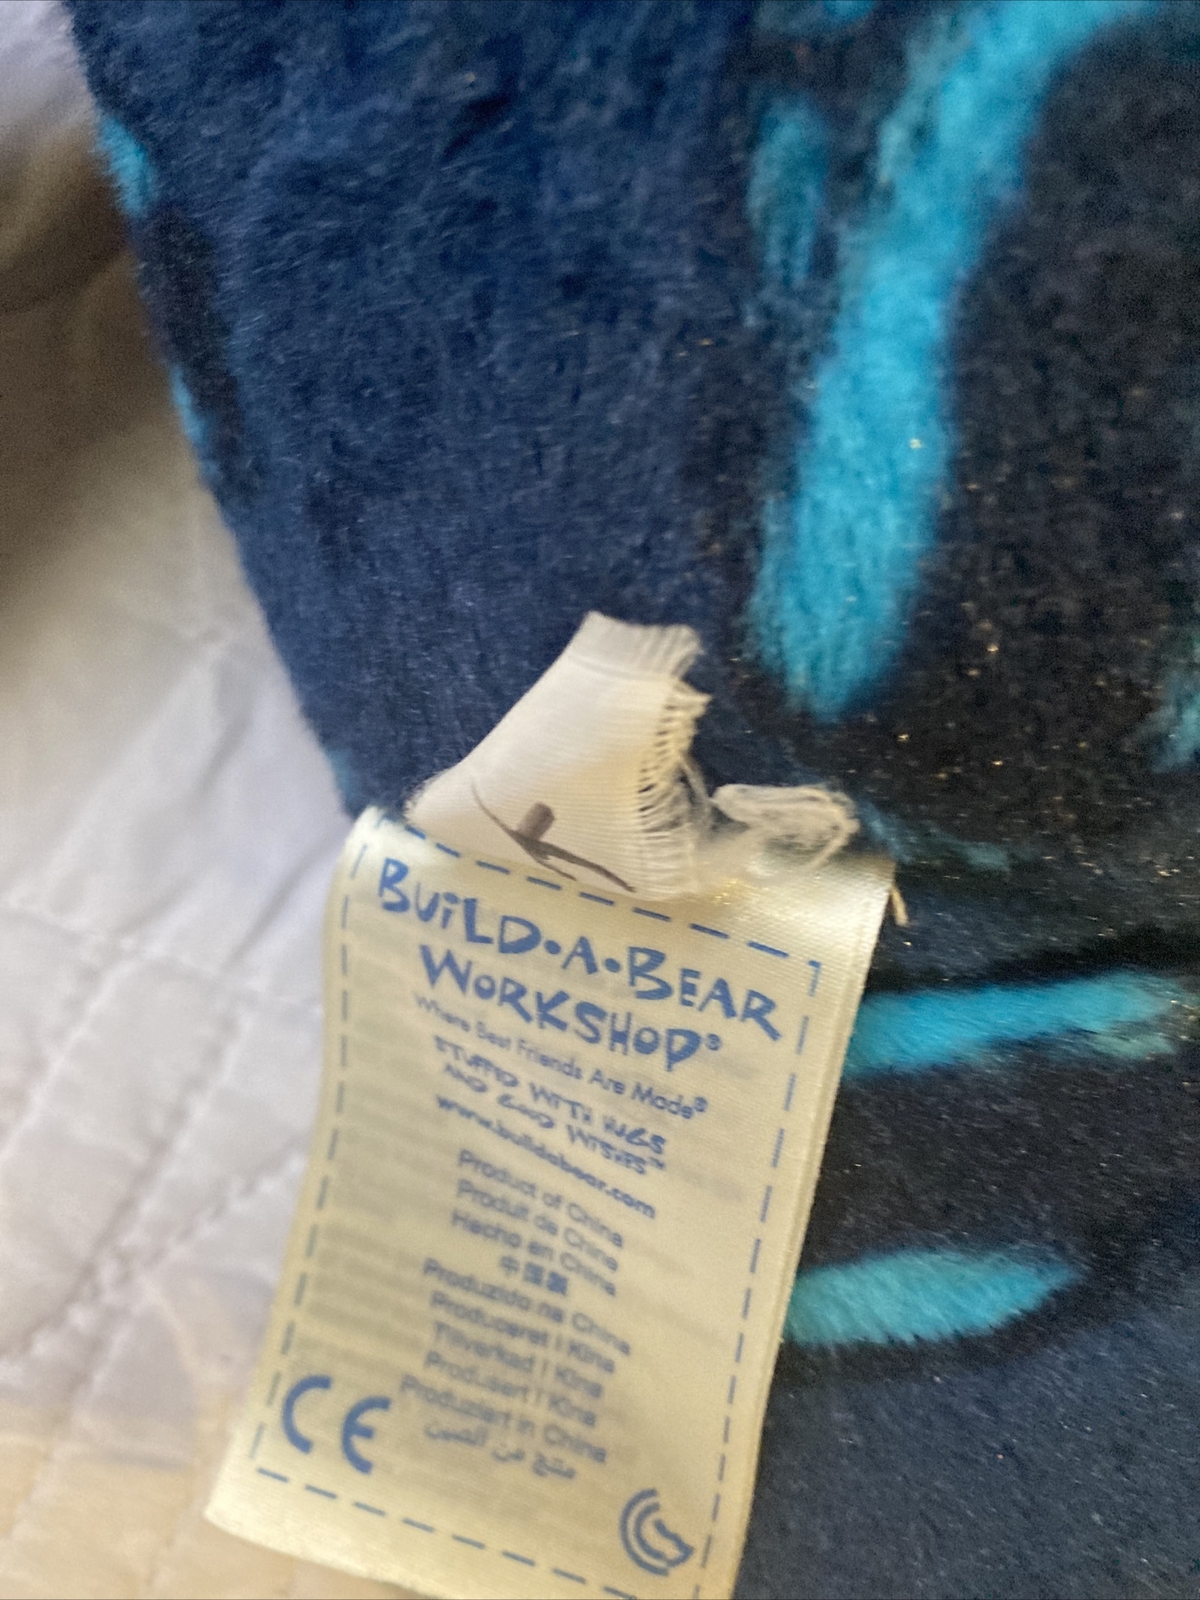 BUiLD•A•BEAR
WORKSHOP®
Where Best Friends Are Made®
STUFFED WITH HUGS
AND GOOD WISHES™
www.buildabear.com
Product of China
Produit de Chine
Hecho en China
中国製
Produzido na China
Produceret i Kina
Tillverkad i Kina
Produsert i Kina
Produziert in China
منتج من الصين
CE